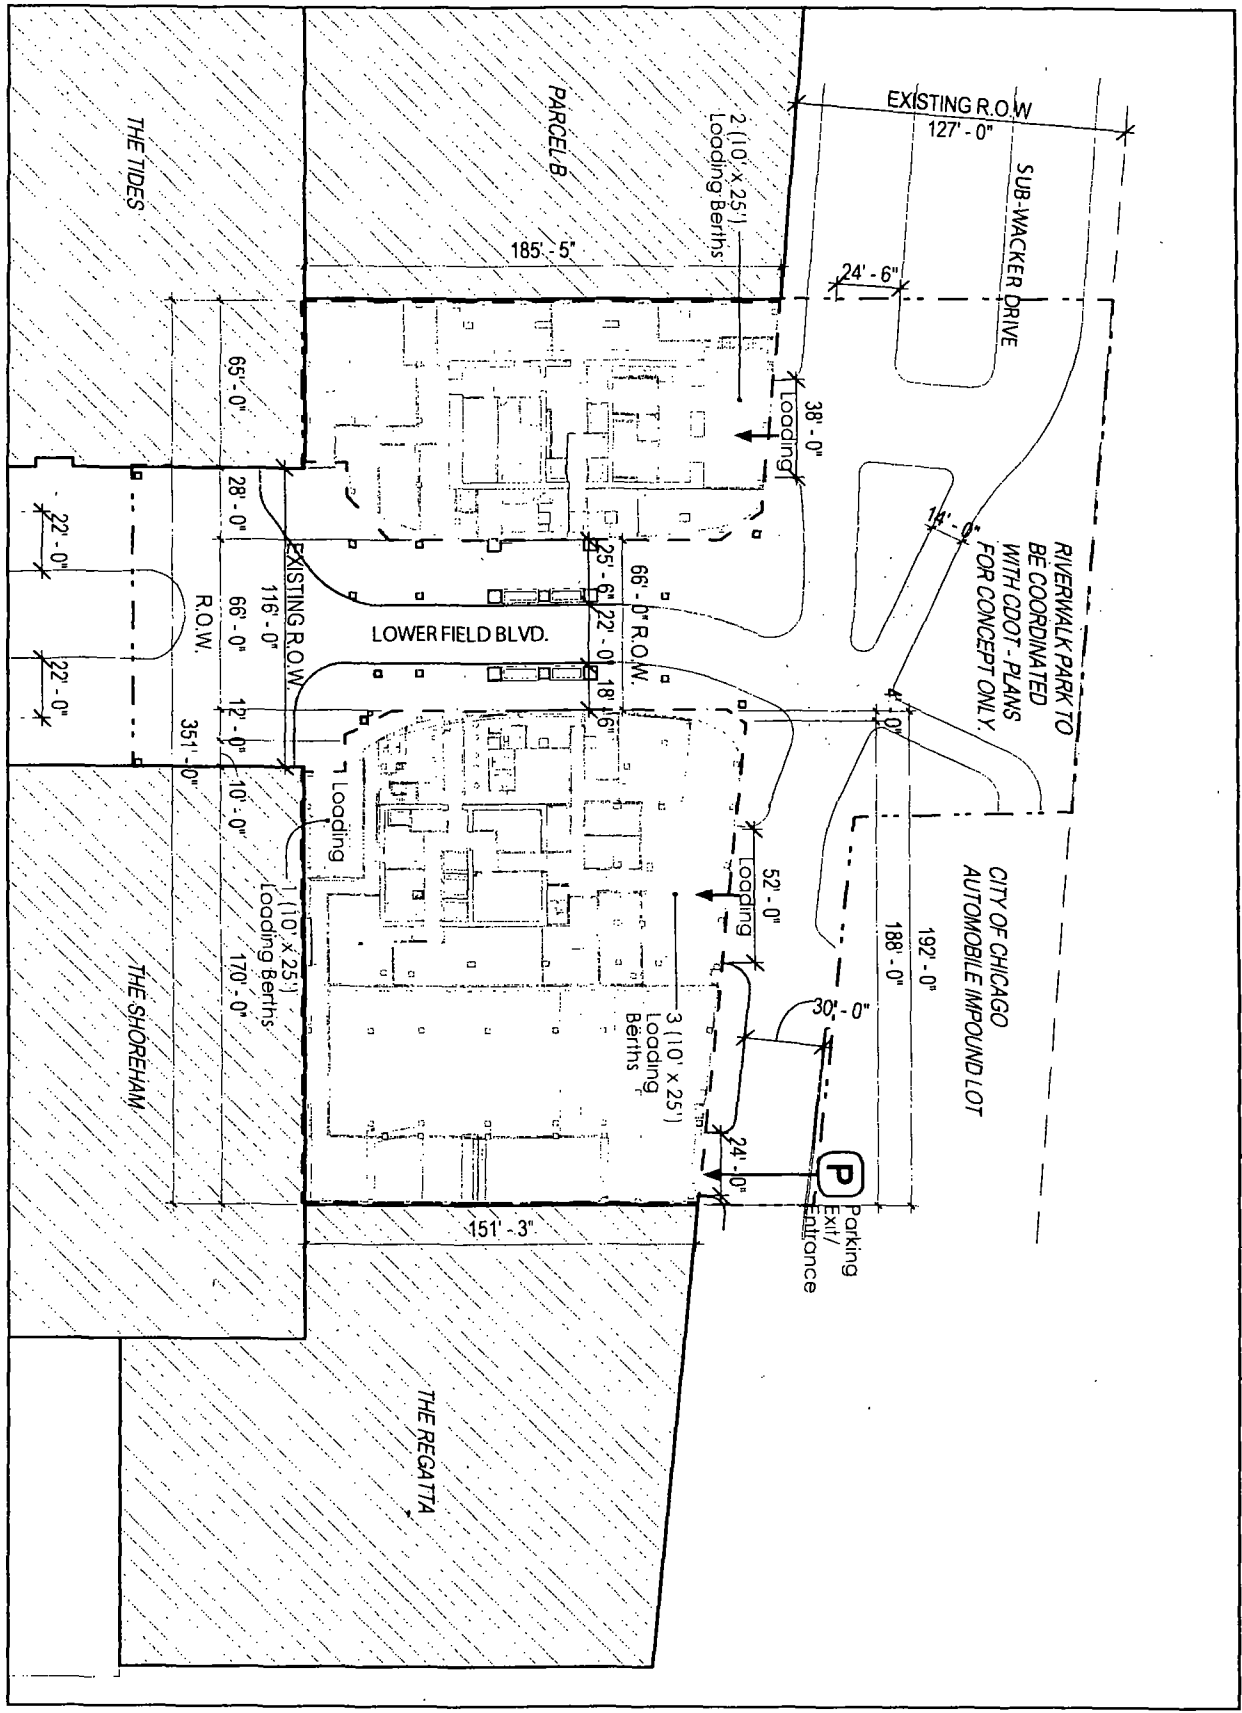 EXISTING R.O.W
127' - 0"
SUB-WACKER DRIVE
24' - 6"
PARCEL B
2 (10' x 25')
Loading Berths
THE TIDES
185' - 5"
38' - 0"
Loading
14' - 0"
RIVERWALK PARK TO
BE COORDINATED
WITH CDOT - PLANS
FOR CONCEPT ONLY.
65' - 0"
28' - 0"
66' - 0"
R.O.W.
12' - 0"
10' - 0"
170' - 0"
351' - 0"
EXISTING R.O.W.
116' - 0"
22' - 0"
22' - 0"
LOWER FIELD BLVD.
66' - 0" R.O.W.
25' - 6"
22' - 0"
18' - 6"
4' - 0"
192' - 0"
188' - 0"
CITY OF CHICAGO
AUTOMOBILE IMPOUND LOT
52' - 0"
Loading
Loading
1 (10' x 25')
Loading Berths
3 (10' x 25')
Loading
Berths
30' - 0"
24' - 0"
P
Parking
Exit /
Entrance
THE SHOREHAM
151' - 3"
THE REGATTA